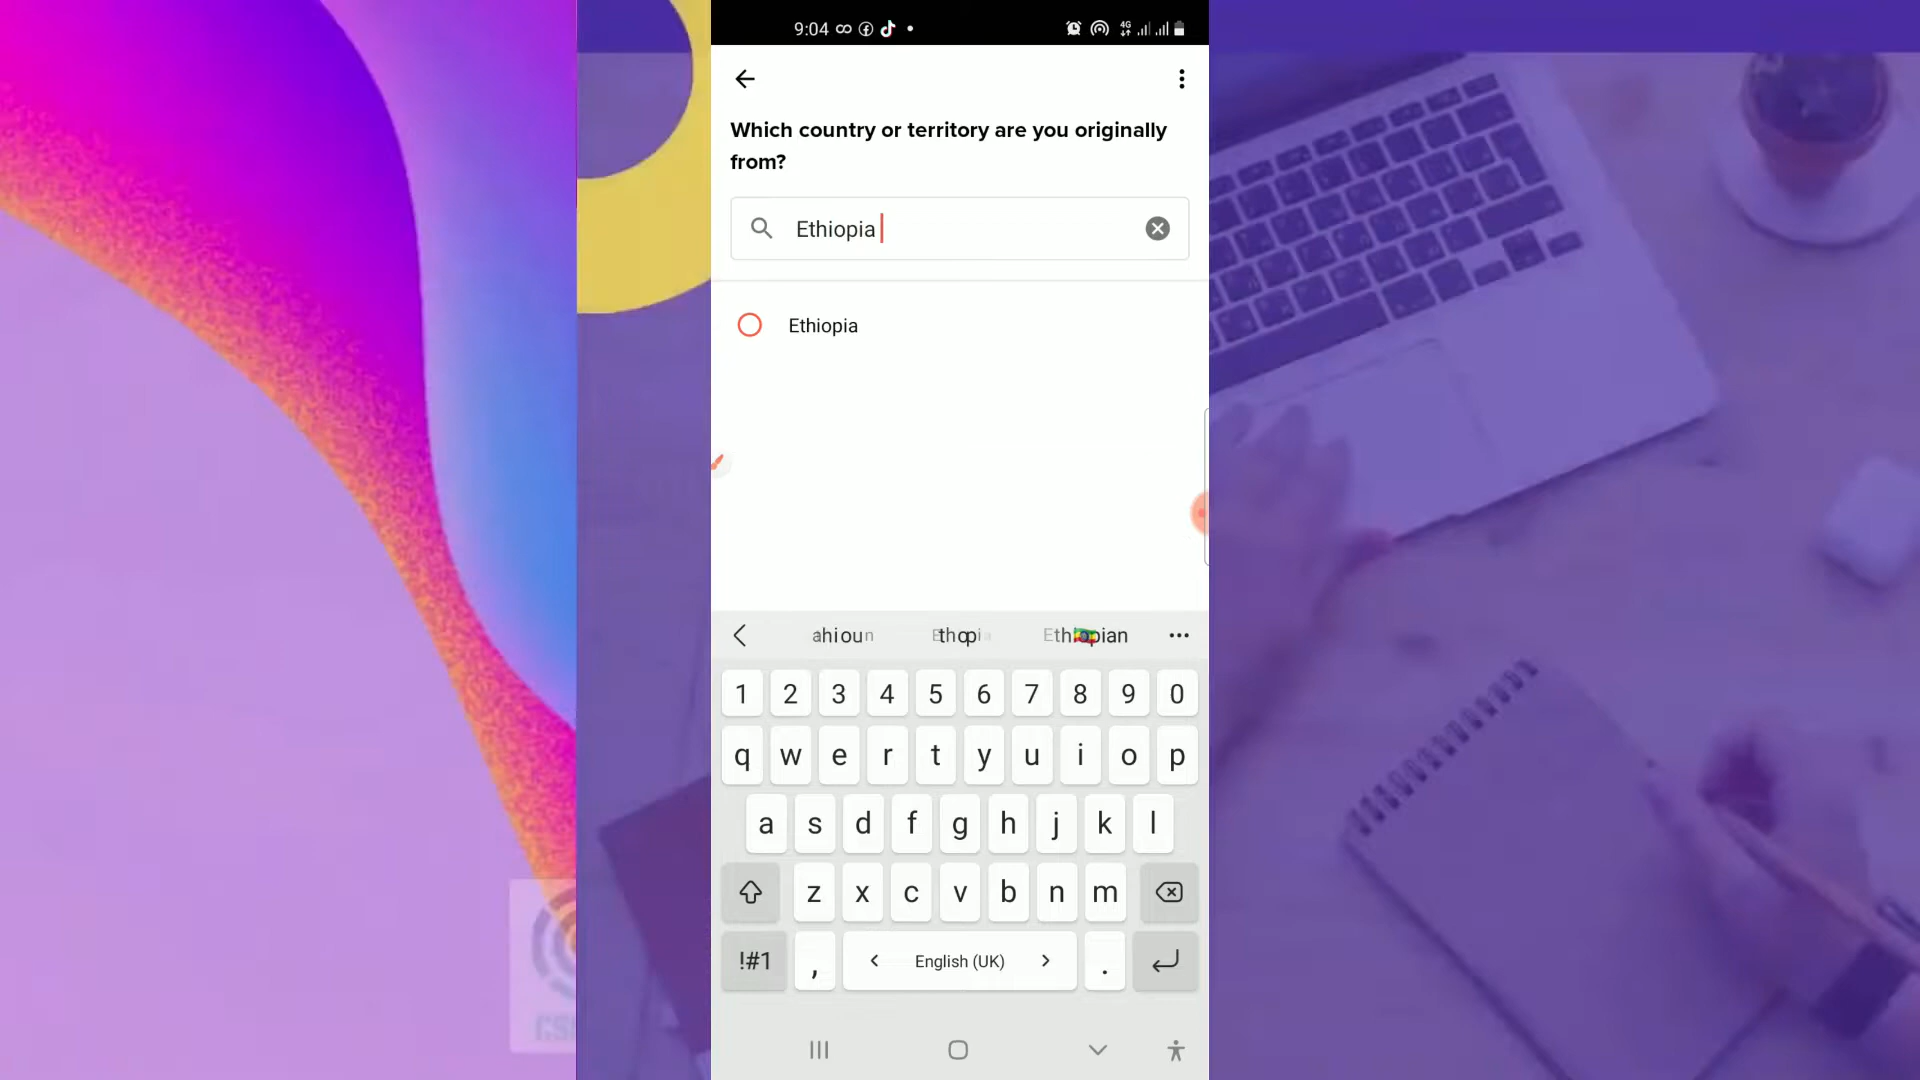 9:04
4G
Which country or territory are you originally
from?
Ethiopia
Ethiopia
1 2 3 4 5 6 7 8 9 0
q w e r t y u i o p
a s d f g h j k l
z x c v b n m
!#1 , English (UK) .